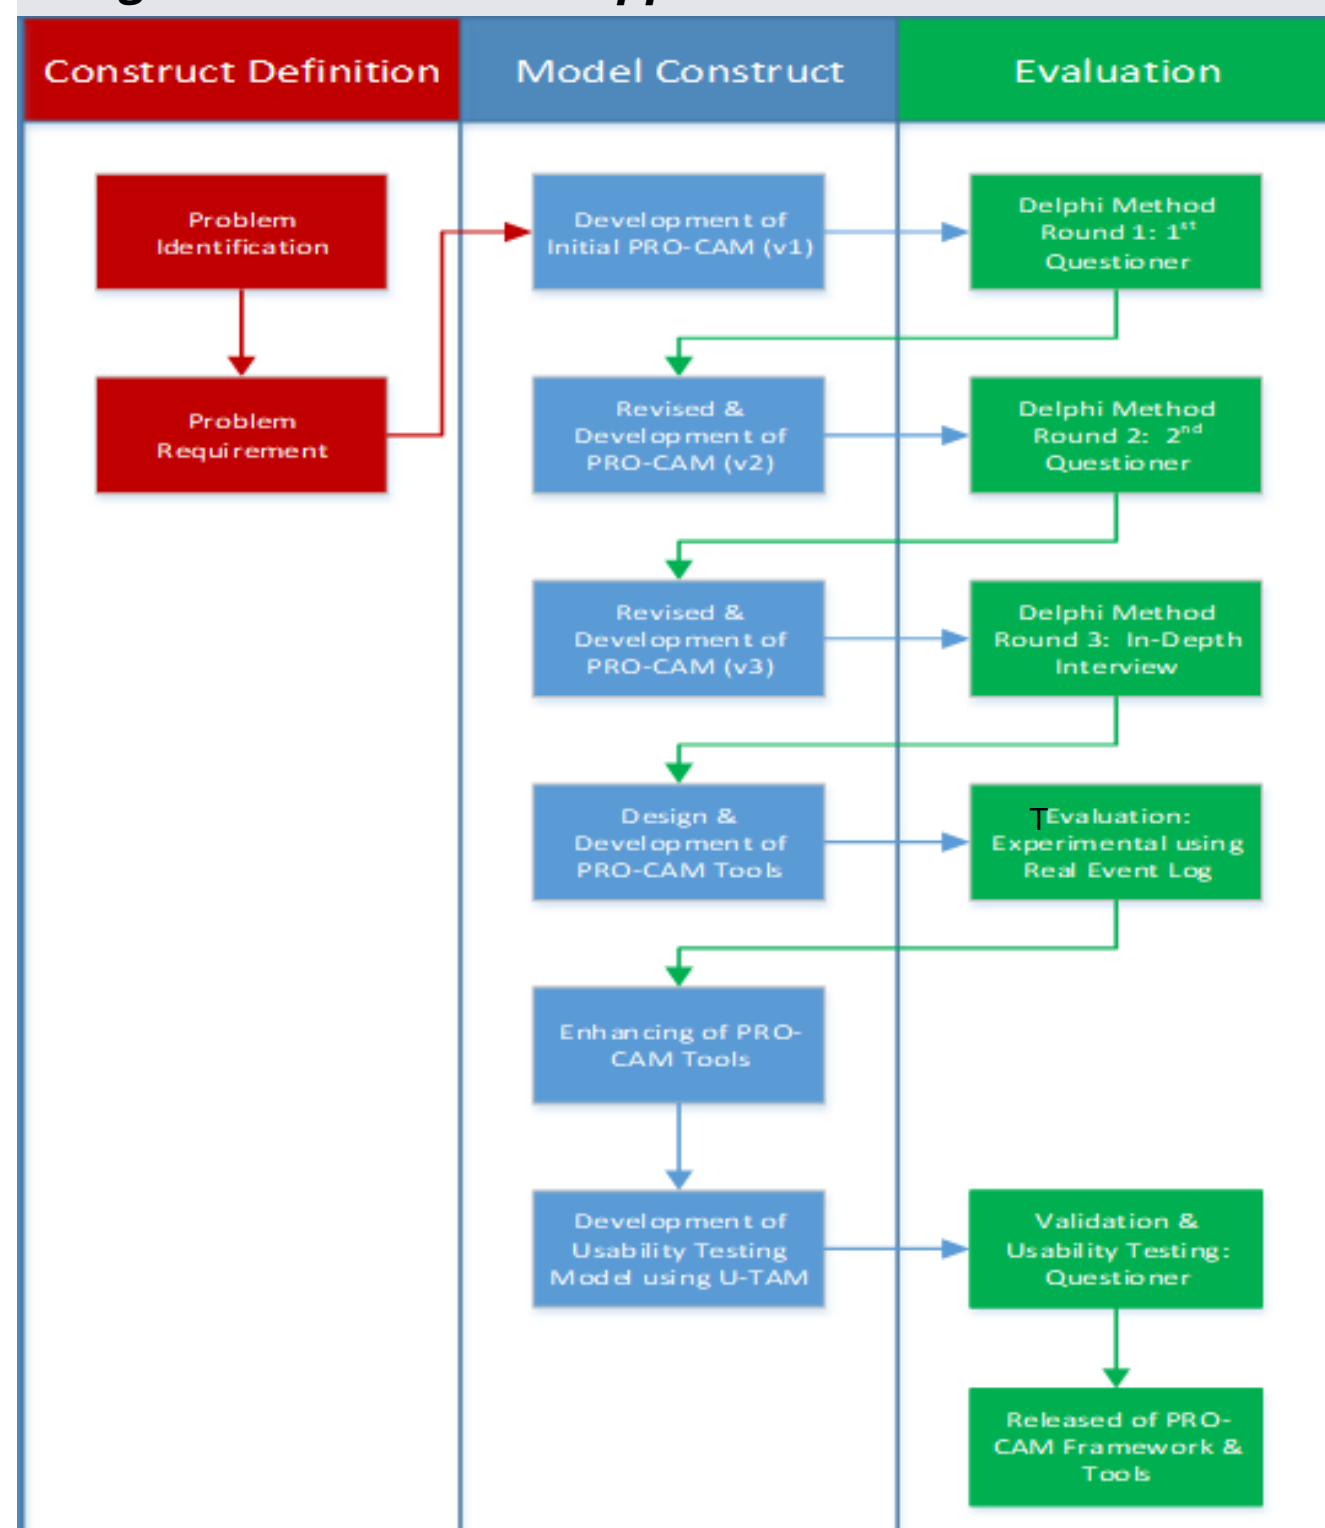 Construct Definition
Model Construct
Evaluation
Problem
Identification
Development of
Initial PRO-CAM (v1)
Delphi Method
Round 1: 1st
Questioner
Problem
Requirement
Revised &
Development of
PRO-CAM (v2)
Delphi Method
Round 2: 2nd
Questioner
Revised &
Development of
PRO-CAM (v3)
Delphi Method
Round 3: In-Depth
Interview
Design &
Development of
PRO-CAM Tools
T
Evaluation:
Experimental using
Real Event Log
Enhancing of PRO-
CAM Tools
Development of
Usability Testing
Model using U-TAM
Validation &
Usability Testing:
Questioner
Released of PRO-
CAM Framework &
Tools